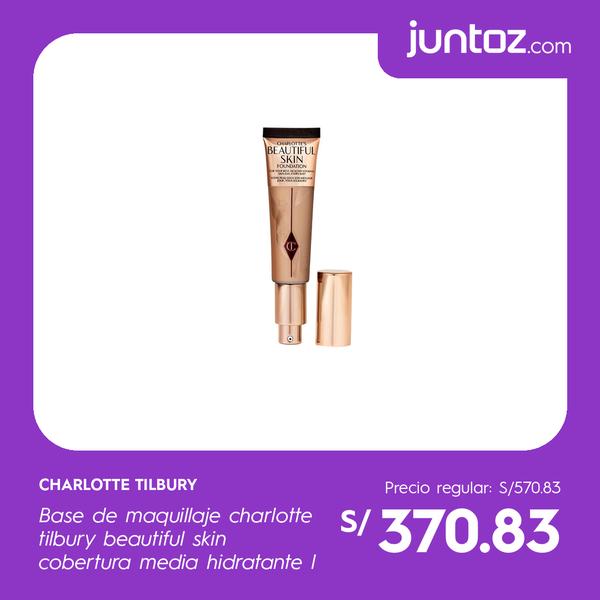 juntoz.com
CHARLOTTE'S
BEAUTIFUL
SKIN
FOUNDATION
CHARLOTTE TILBURY
Base de maquillaje charlotte
tilbury beautiful skin
cobertura media hidratante l
Precio regular: S/570.83
S/ 370.83